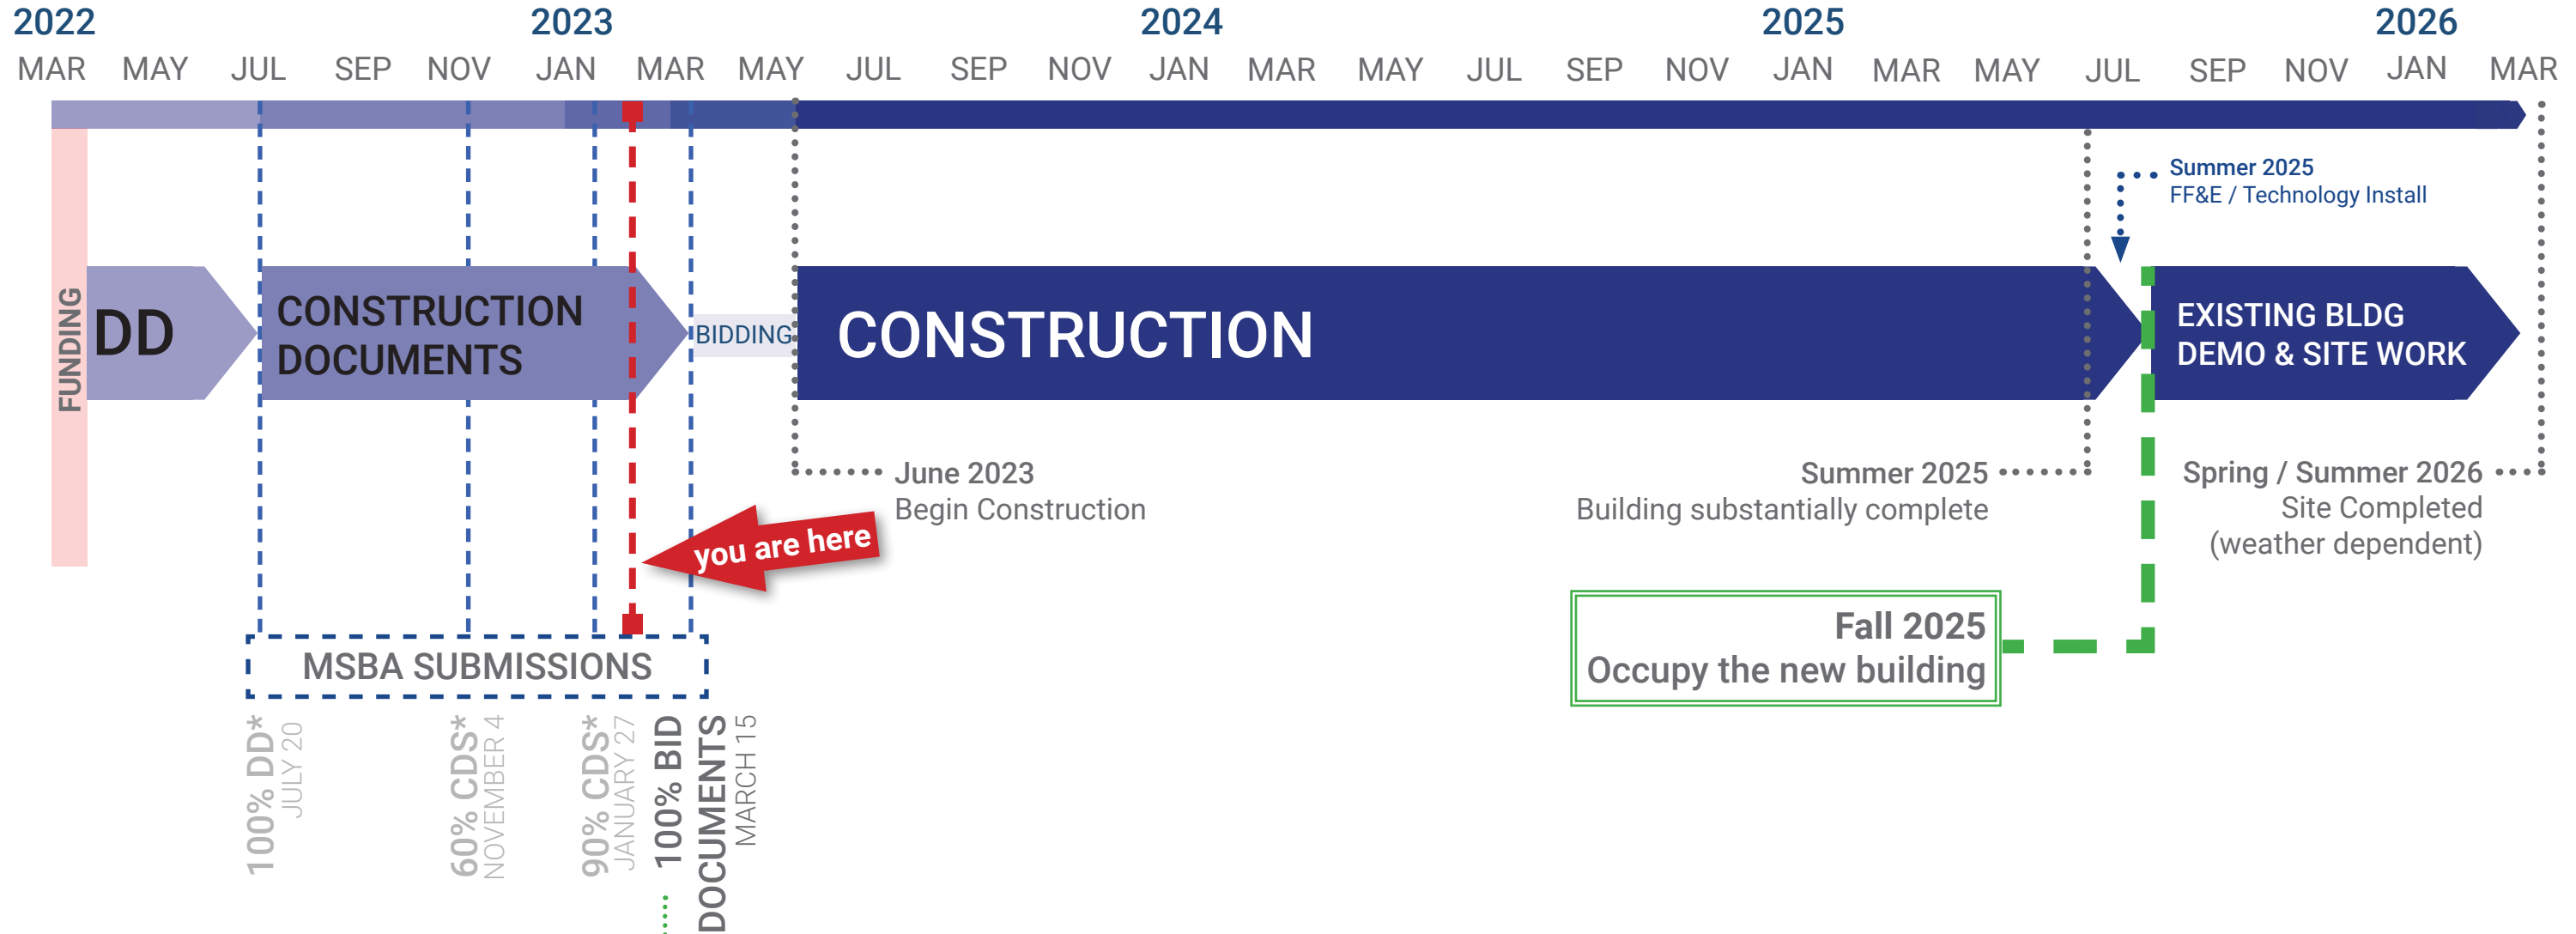 2022 2023 2024 2025 2026
MAR MAY JUL SEP NOV JAN MAR MAY JUL SEP NOV JAN MAR MAY JUL SEP NOV JAN MAR MAY JUL SEP NOV JAN MAR
Summer 2025
FF&E / Technology Install
FUNDING
DD
CONSTRUCTION
DOCUMENTS
BIDDING
CONSTRUCTION
EXISTING BLDG
DEMO & SITE WORK
June 2023
Begin Construction
Summer 2025
Building substantially complete
Spring / Summer 2026
Site Completed
(weather dependent)
you are here
Fall 2025
Occupy the new building
MSBA SUBMISSIONS
100% DD*
JULY 20
60% CDS*
NOVEMBER 4
90% CDS*
JANUARY 27
100% BID
DOCUMENTS
MARCH 15